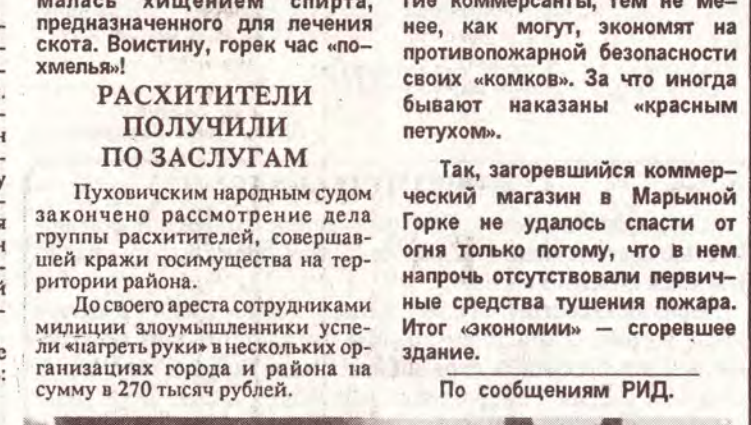 малась хищением спирта,
предназначенного для лечения
скота. Воистину, горек час «по-
хмелья»!
РАСХИТИТЕЛИ
ПОЛУЧИЛИ
ПО ЗАСЛУГАМ
Пуховичским народным судом
закончено рассмотрение дела
группы расхитителей, совершав-
шей кражи госимущества на тер-
ритории района.
До своего ареста сотрудниками
милиции злоумышленники успе-
ли «нагреть руки» в нескольких ор-
ганизациях города и района на
сумму в 270 тысяч рублей.
гие коммерсанты, тем не ме-
нее, как могут, экономят на
противопожарной безопасности
своих «комков». За что иногда
бывают наказаны «красным
петухом».
Так, загоревшийся коммер-
ческий магазин в Марьиной
Горке не удалось спасти от
огня только потому, что в нем
напрочь отсутствовали первич-
ные средства тушения пожара.
Итог «экономии» — сгоревшее
здание.
По сообщениям РИД.